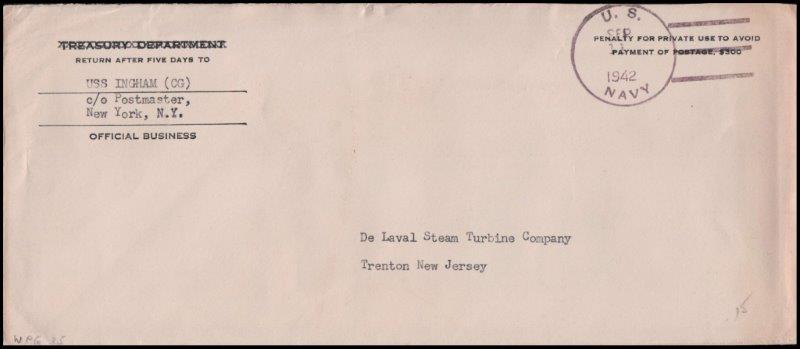 TREASURY DEPARTMENT
RETURN AFTER FIVE DAYS TO
USS INGHAM (CG)
c/o Postmaster,
New York, N.Y.
OFFICIAL BUSINESS
U. S.
SEP
11
1942
NAVY
PENALTY FOR PRIVATE USE TO AVOID
PAYMENT OF POSTAGE, $300
De Laval Steam Turbine Company
Trenton New Jersey
WPG 35
15